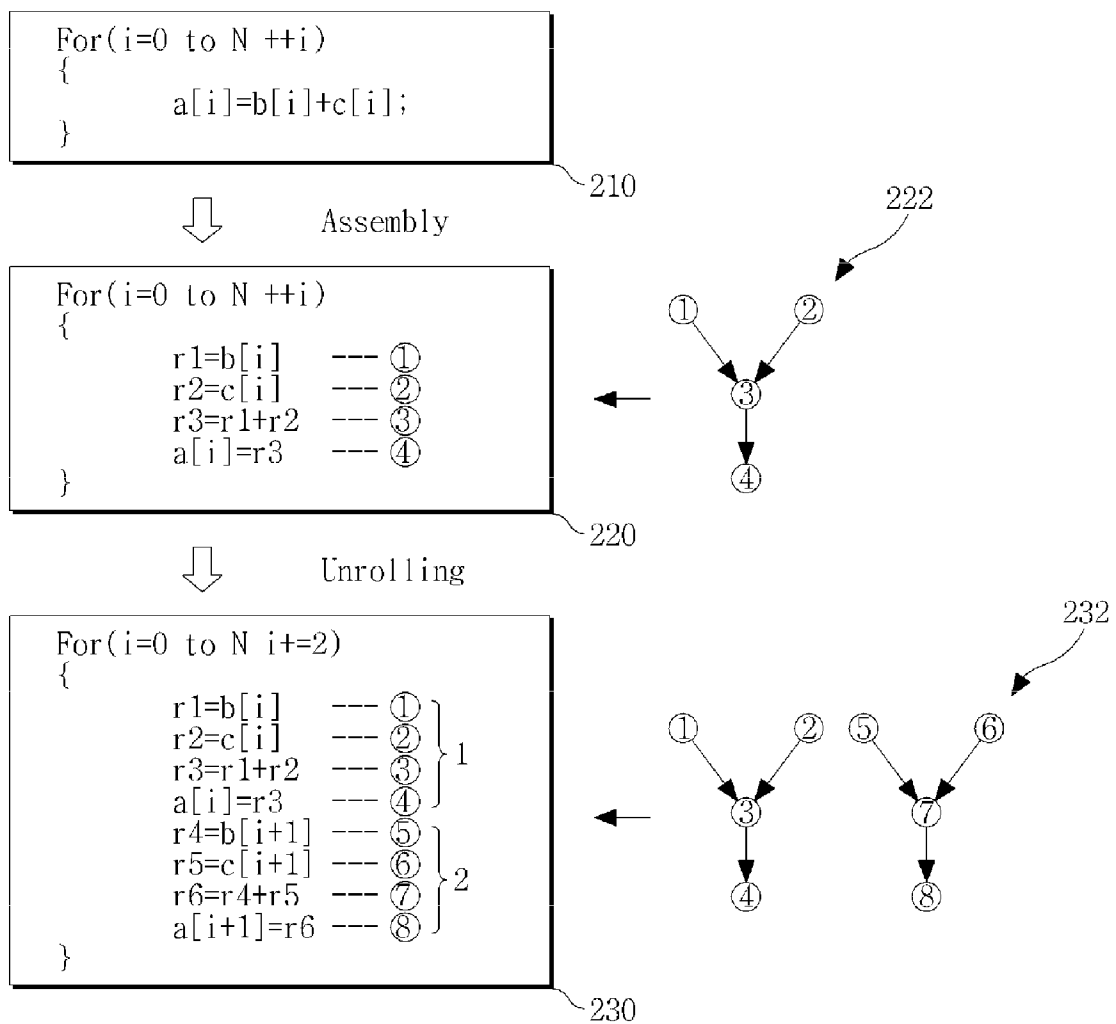 For(i=0 to N ++i)
{
a[i]=b[i]+c[i];
}
210
Assembly
222
For(i=0 to N ++i)
{
r1=b[i] --- ①
r2=c[i] --- ②
r3=r1+r2 --- ③
a[i]=r3 --- ④
}
① ②
③
④
220
Unrolling
232
For(i=0 to N i+=2)
{
r1=b[i] --- ①
r2=c[i] --- ②
r3=r1+r2 --- ③
a[i]=r3 --- ④
1
r4=b[i+1] --- ⑤
r5=c[i+1] --- ⑥
r6=r4+r5 --- ⑦
a[i+1]=r6 --- ⑧
2
}
① ② ⑤ ⑥
③ ⑦
④ ⑧
230